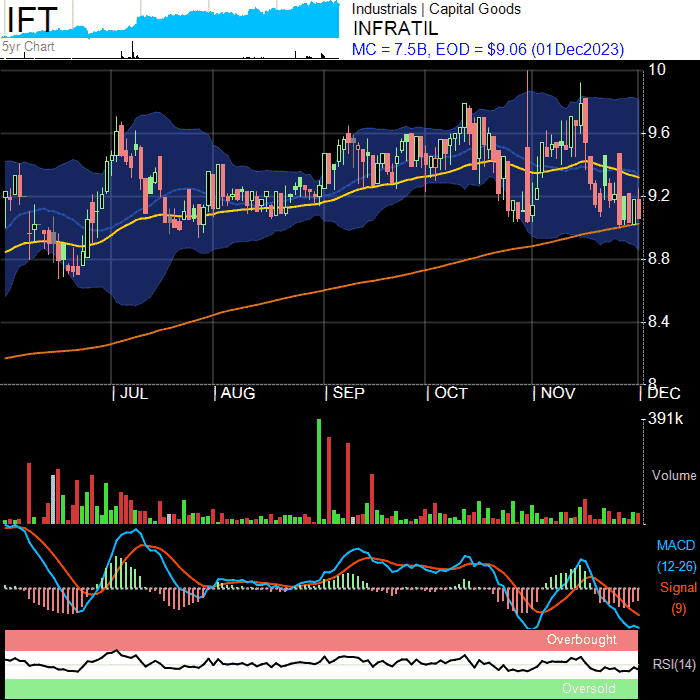 IFT
5yr Chart
Industrials | Capital Goods
INFRATIL
MC = 7.5B, EOD = $9.06 (01Dec2023)
10
9.6
9.2
8.8
8.4
8
| JUL | AUG | SEP | OCT | NOV | DEC
391k
Volume
MACD
(12-26)
Signal
(9)
Overbought
RSI(14)
Oversold